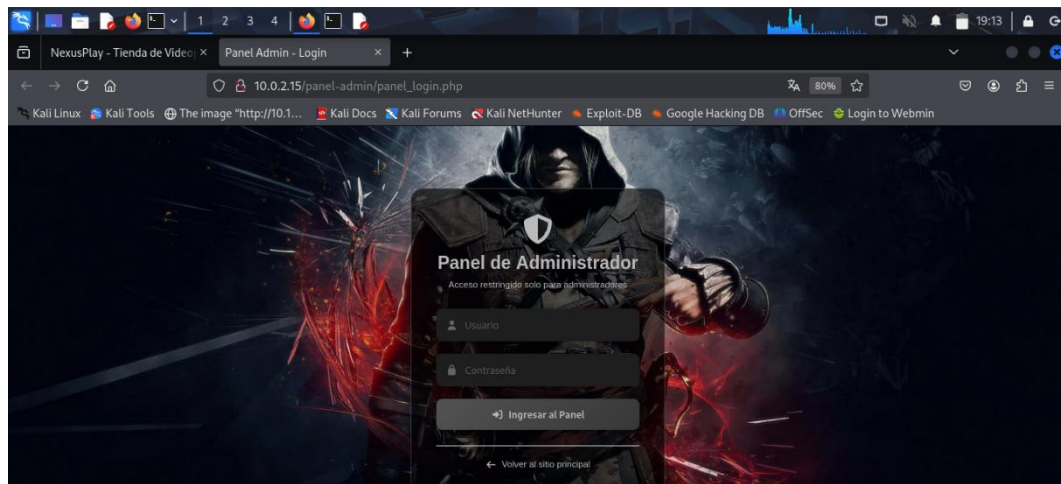 1 2 3 4
19:13
NexusPlay - Tienda de Video
Panel Admin - Login
10.0.2.15/panel-admin/panel_login.php
80%
Kali Linux Kali Tools The image "http://10.1... Kali Docs Kali Forums Kali NetHunter Exploit-DB Google Hacking DB OffSec Login to Webmin
Panel de Administrador
Acceso restringido solo para administradores
Usuario
Contraseña
Ingresar al Panel
Volver al sitio principal